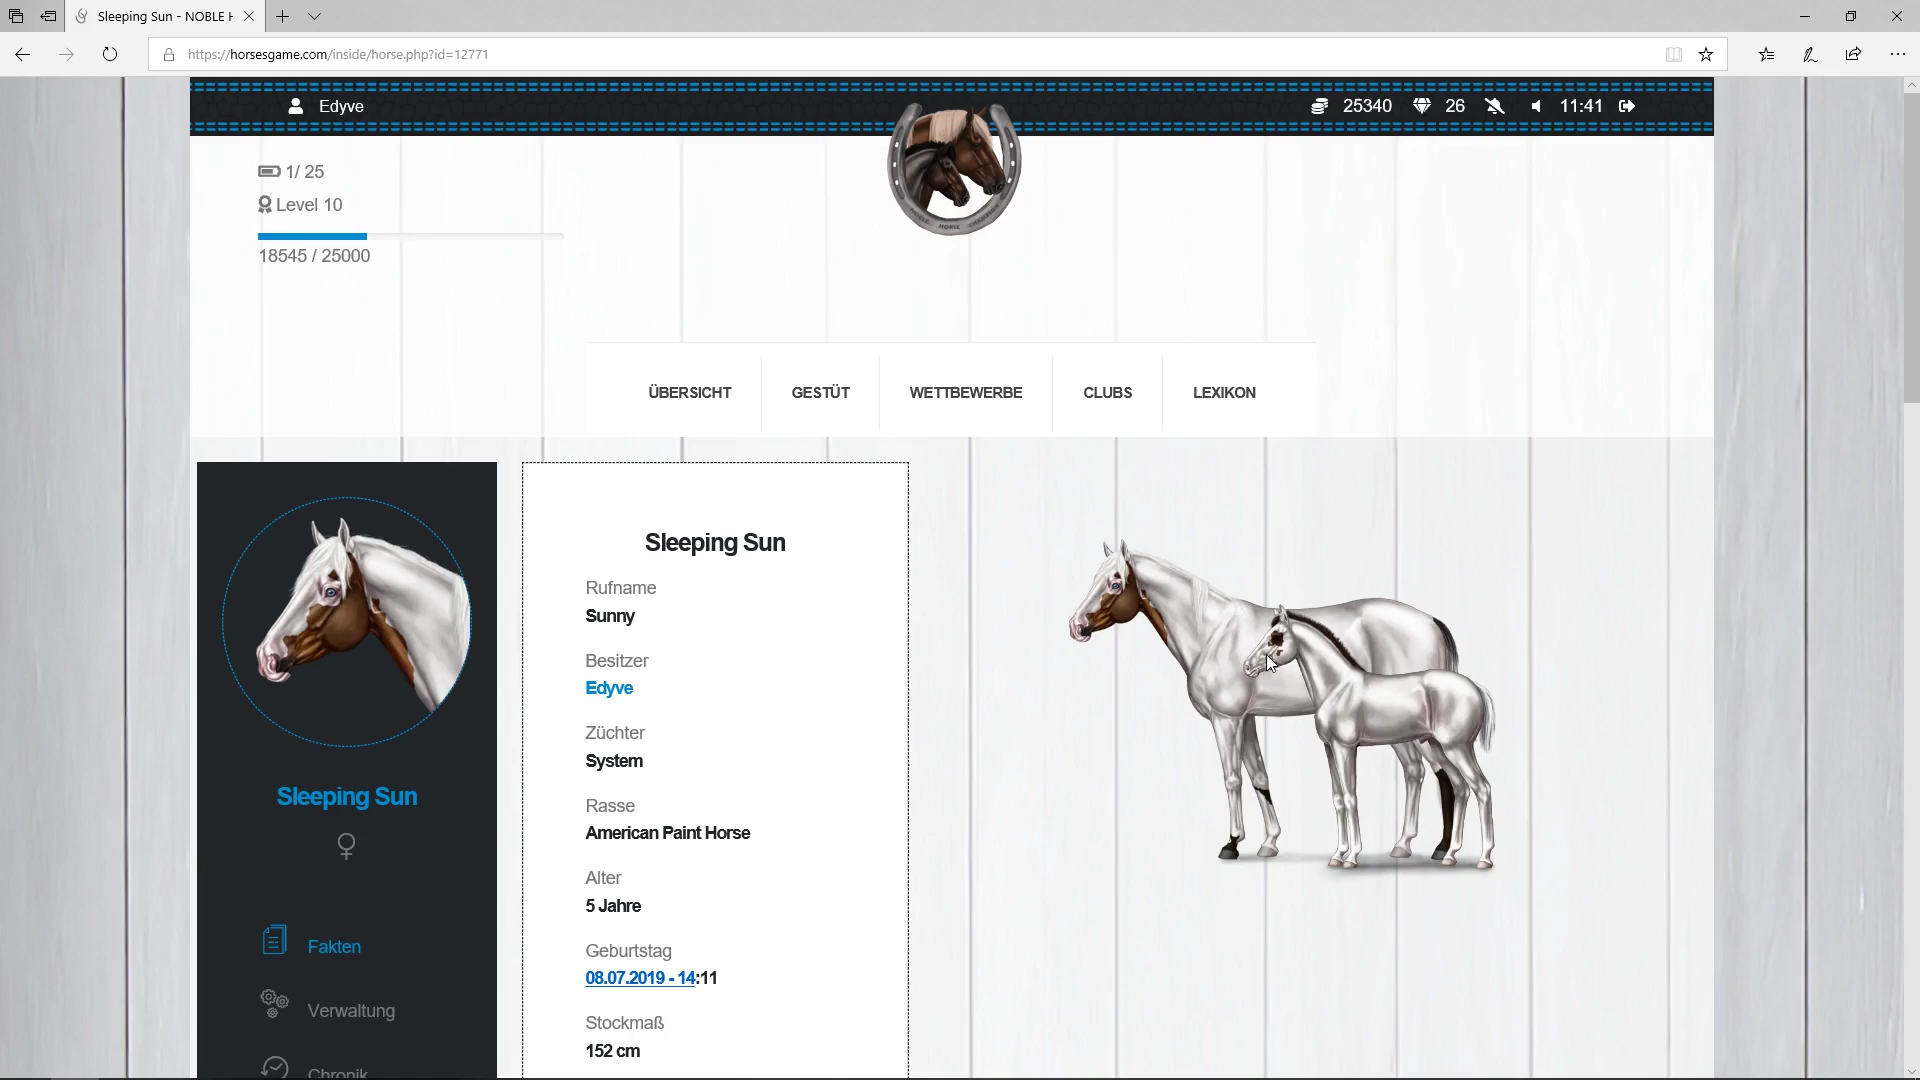 Sleeping Sun - NOBLE H
https://horsesgame.com/inside/horse.php?id=12771
Edyve
25340
26
11:41
1/ 25
Level 10
18545 / 25000
HORSE
ÜBERSICHT
GESTÜT
WETTBEWERBE
CLUBS
LEXIKON
Sleeping Sun
Fakten
Verwaltung
Chronik
Sleeping Sun
Rufname
Sunny
Besitzer
Edyve
Züchter
System
Rasse
American Paint Horse
Alter
5 Jahre
Geburtstag
08.07.2019 - 14:11
Stockmaß
152 cm